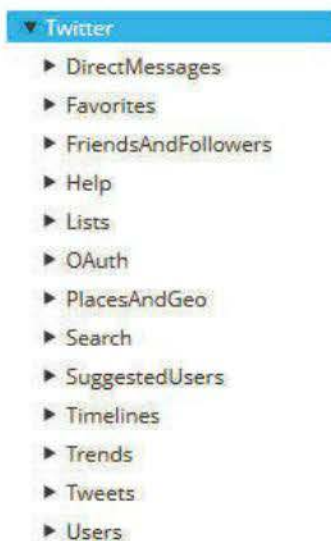 Twitter
DirectMessages
Favorites
FriendsAndFollowers
Help
Lists
OAuth
PlacesAndGeo
Search
SuggestedUsers
Timelines
Trends
Tweets
Users